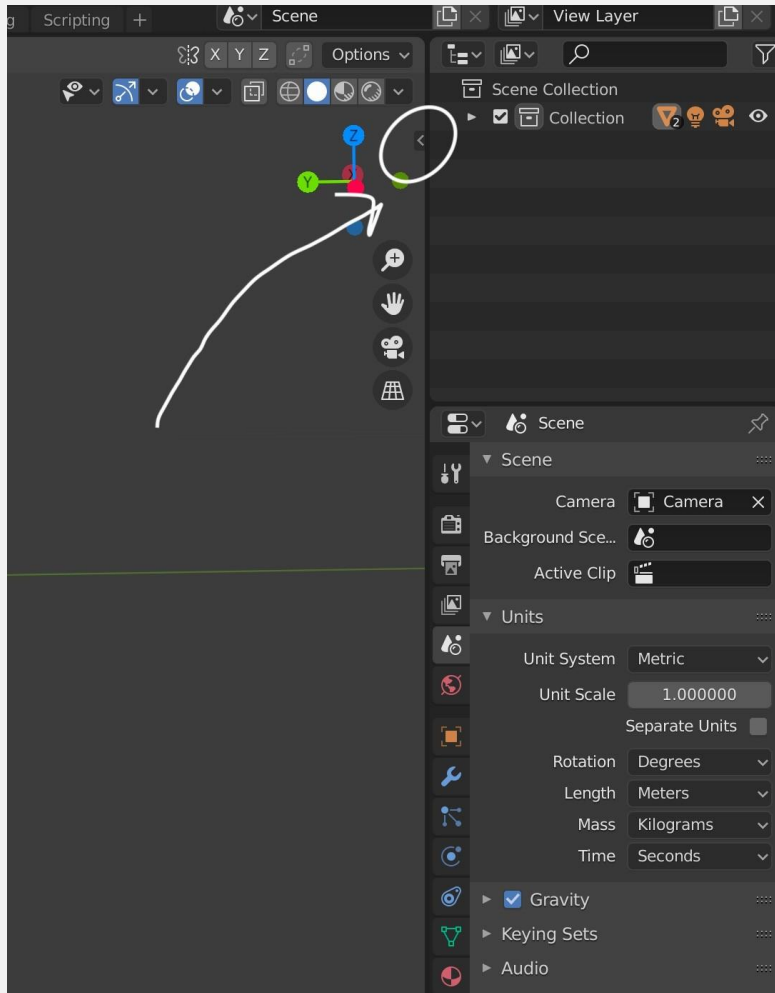 g Scripting + Scene View Layer
X Y Z Options
Scene Collection
Collection 2
Z
Y
Scene
Scene
Camera Camera
Background Sce...
Active Clip
Units
Unit System Metric
Unit Scale 1.000000
Separate Units
Rotation Degrees
Length Meters
Mass Kilograms
Time Seconds
Gravity
Keying Sets
Audio